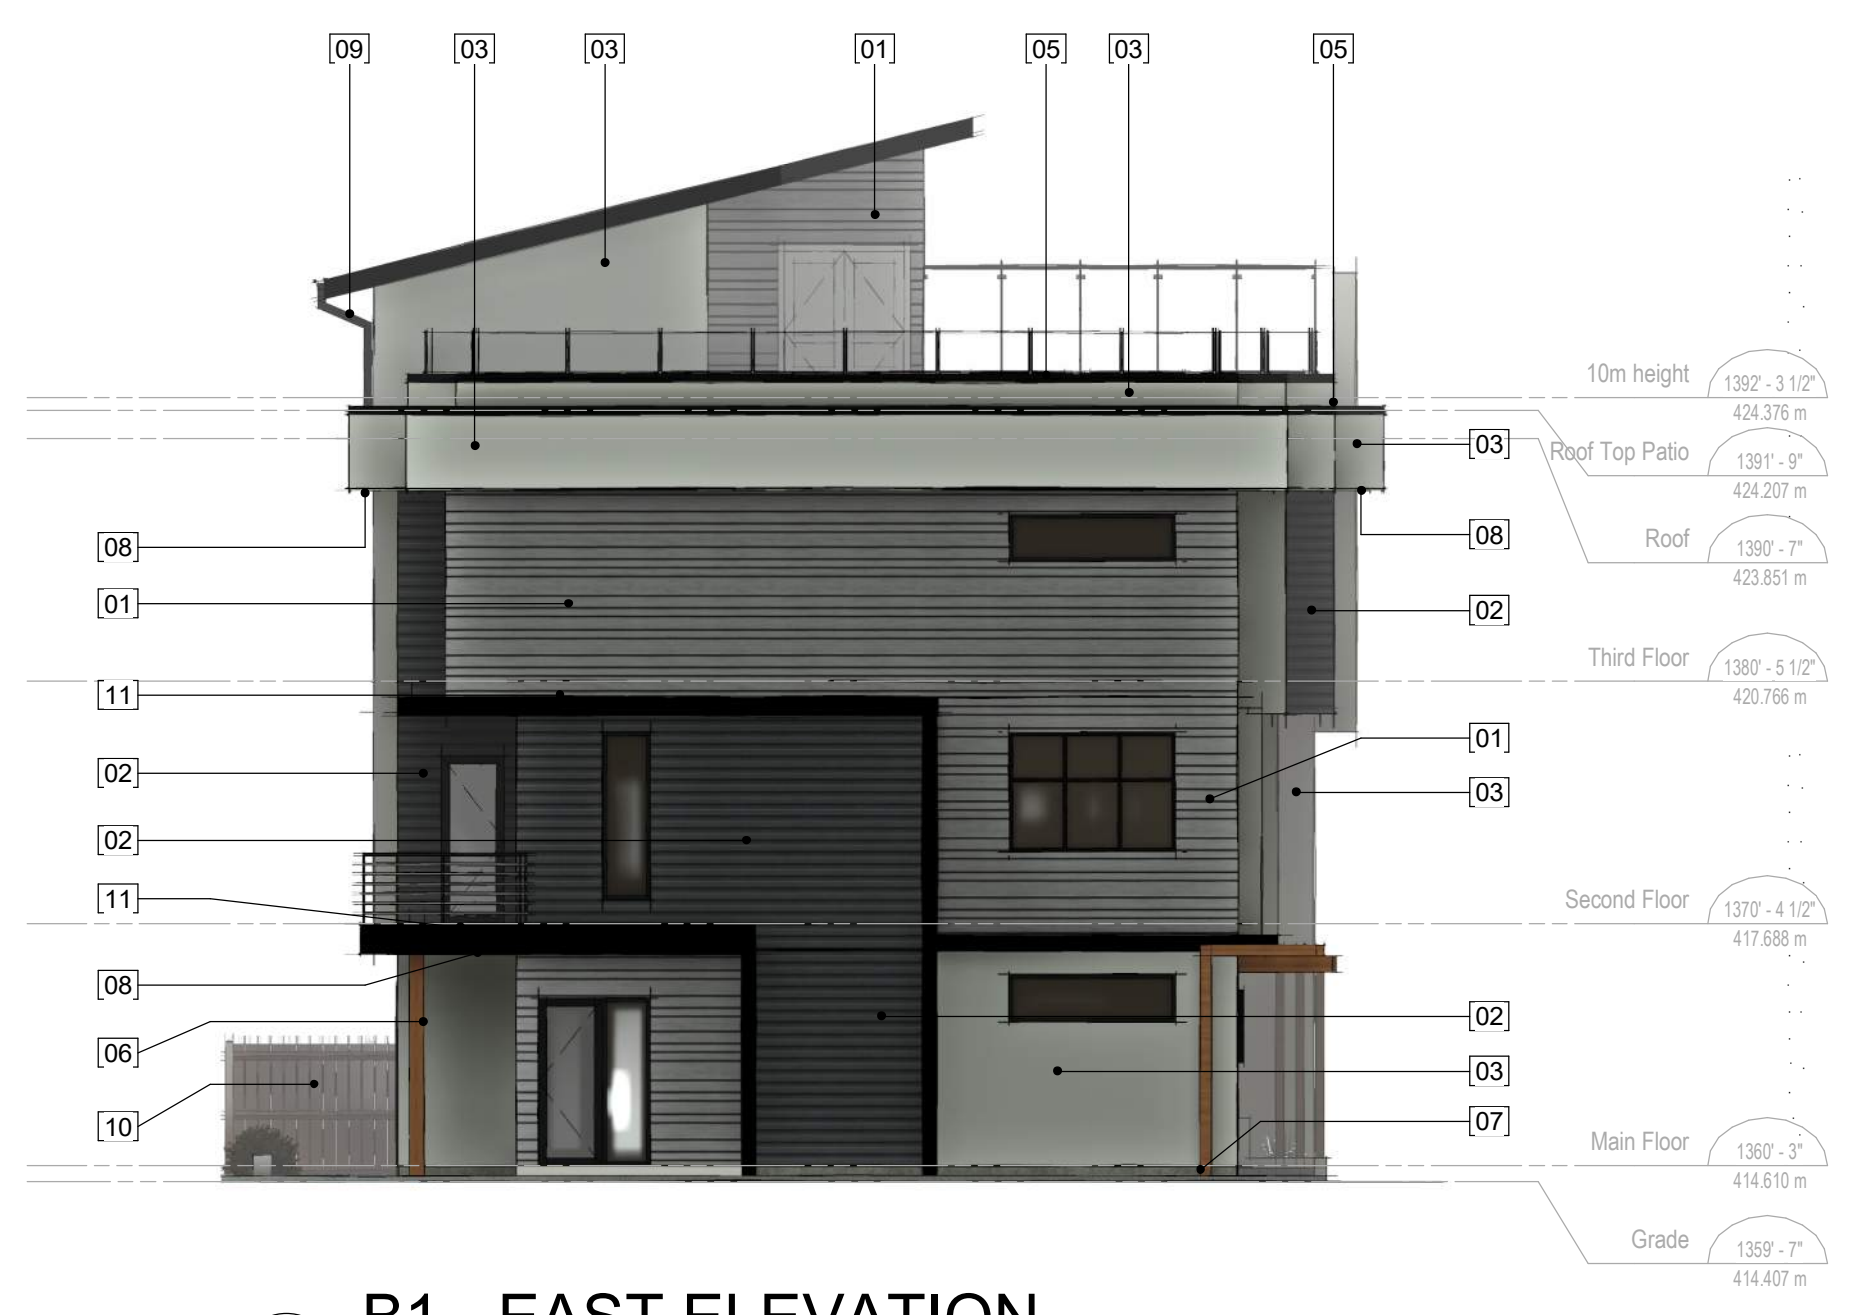 [09] [03] [03] [01] [05] [03] [05]
10m height 1392' - 3 1/2"
424.376 m
[03]
Roof Top Patio 1391' - 9"
424.207 m
[08]
[08]
Roof 1390' - 7"
423.851 m
[01]
[02]
Third Floor 1380' - 5 1/2"
420.766 m
[11]
[01]
[02]
[03]
[02]
[11]
Second Floor 1370' - 4 1/2"
417.688 m
[08]
[02]
[06]
[03]
[10]
[07]
Main Floor 1360' - 3"
414.610 m
Grade 1359' - 7"
414.407 m
B1 - EAST ELEVATION